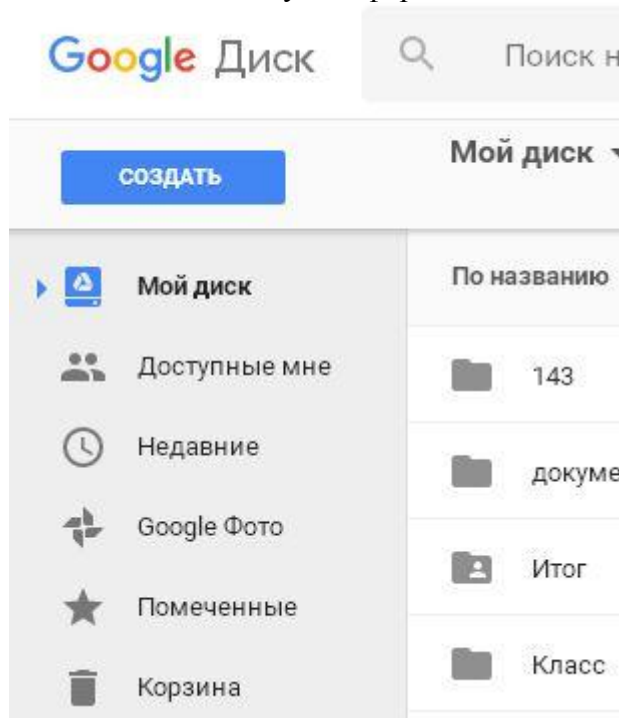 Google Диск
Поиск
Мой диск
СОЗДАТЬ
Мой диск
Доступные мне
Недавние
Google Фото
Помеченные
Корзина
По названию
143
Итог
Класс